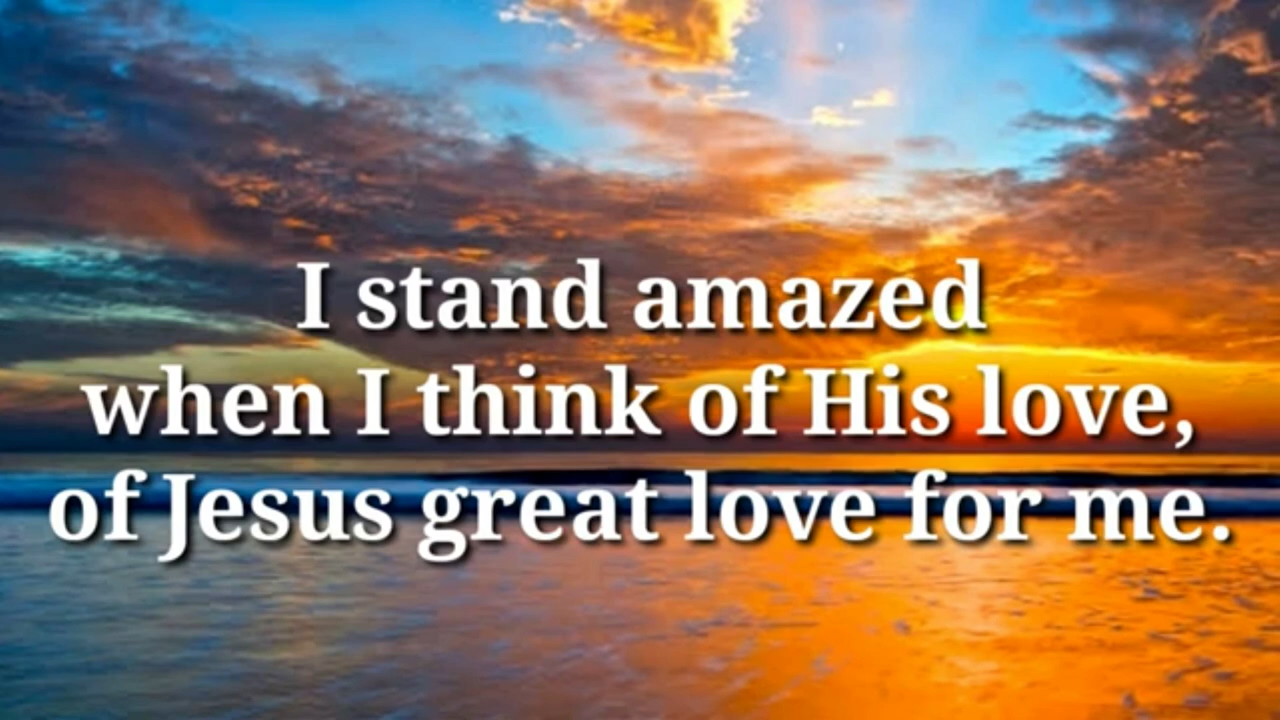 I stand amazed
when I think of His love,
of Jesus great love for me.